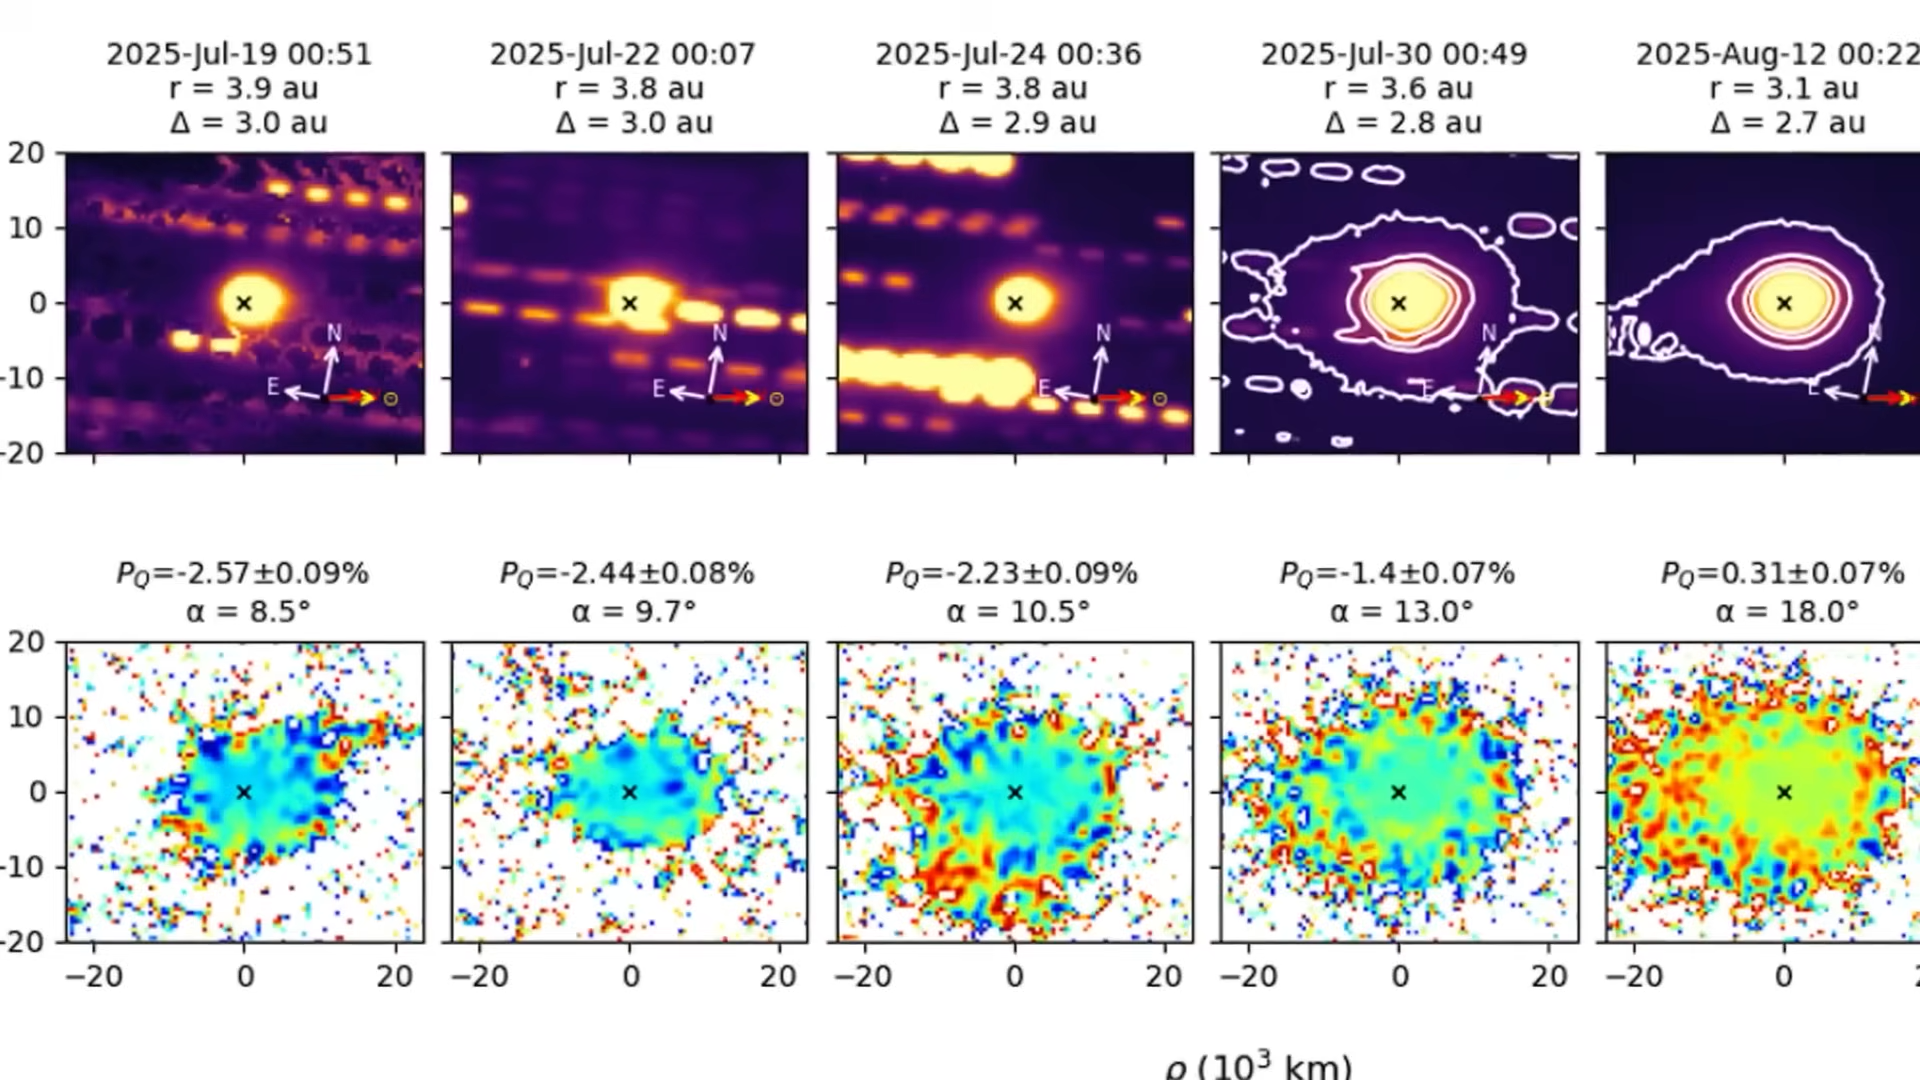 2025-Jul-19 00:51
r = 3.9 au
Δ = 3.0 au
2025-Jul-22 00:07
r = 3.8 au
Δ = 3.0 au
2025-Jul-24 00:36
r = 3.8 au
Δ = 2.9 au
2025-Jul-30 00:49
r = 3.6 au
Δ = 2.8 au
2025-Aug-12 00:22
r = 3.1 au
Δ = 2.7 au
20
10
0
-10
-20
N
E
N
E
N
E
N
E
N
E
P_Q=-2.57±0.09%
α = 8.5°
P_Q=-2.44±0.08%
α = 9.7°
P_Q=-2.23±0.09%
α = 10.5°
P_Q=-1.4±0.07%
α = 13.0°
P_Q=0.31±0.07%
α = 18.0°
20
10
0
-10
-20
−20 0 20
−20 0 20
−20 0 20
−20 0 20
−20 0
ρ (10³ km)